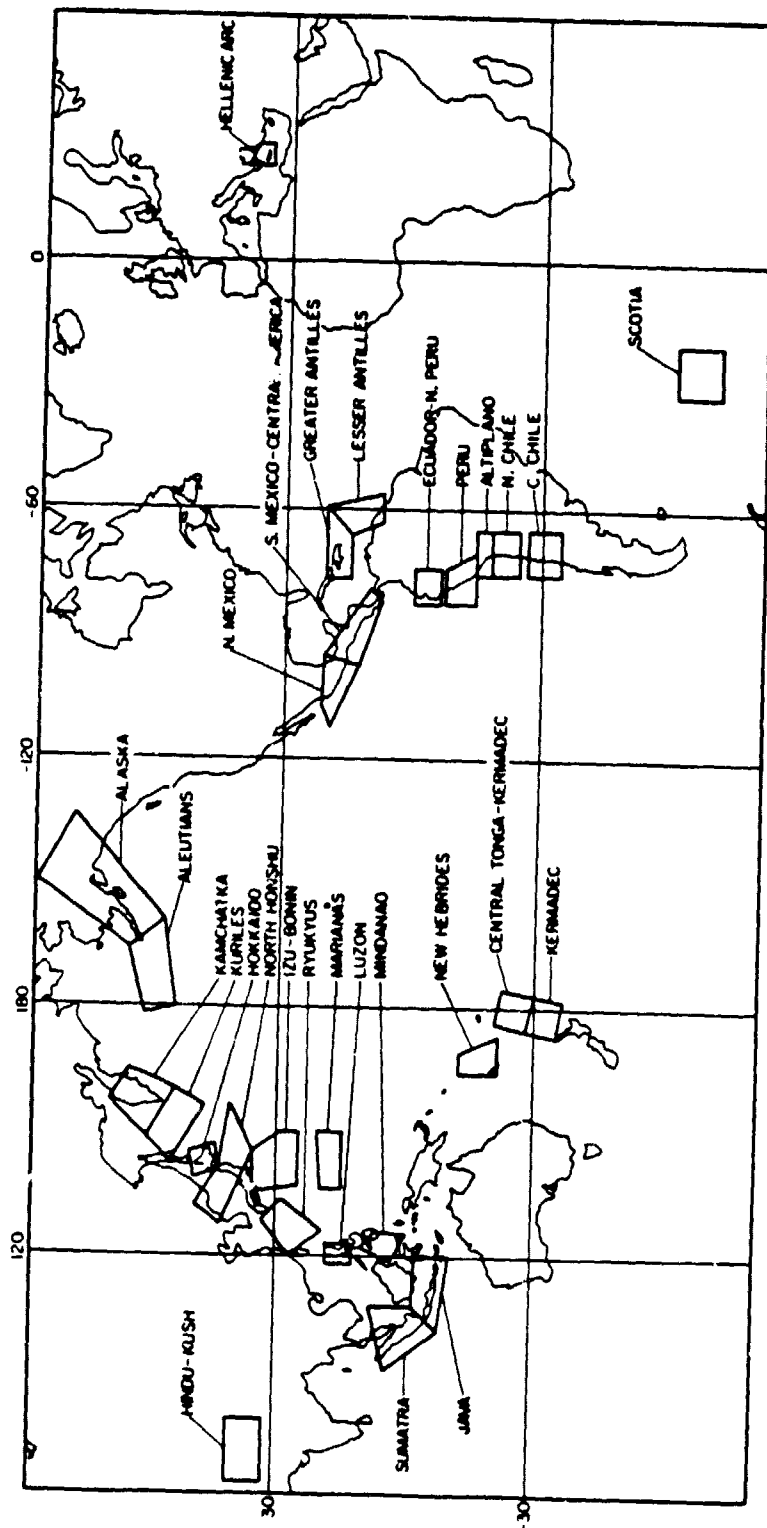 120
180
-120
-60
0
30
-30
HINDU-KUSH
SUMATRA
JAVA
KAMCHATKA
KURILES
HOKKAIDO
NORTH HONSHU
IZU-BONIN
RYUKYUS
MARIANAS
LUZON
MINDANAO
ALASKA
ALEUTIANS
NEW HEBRIDES
CENTRAL TONGA-KERMADEC
KERMADEC
N. MEXICO
S. MEXICO-CENTRAL AMERICA
GREATER ANTILLES
LESSER ANTILLES
ECUADOR-N. PERU
PERU
ALTIPLANO
N. CHILE
C. CHILE
SCOTIA
HELLENIC ARC